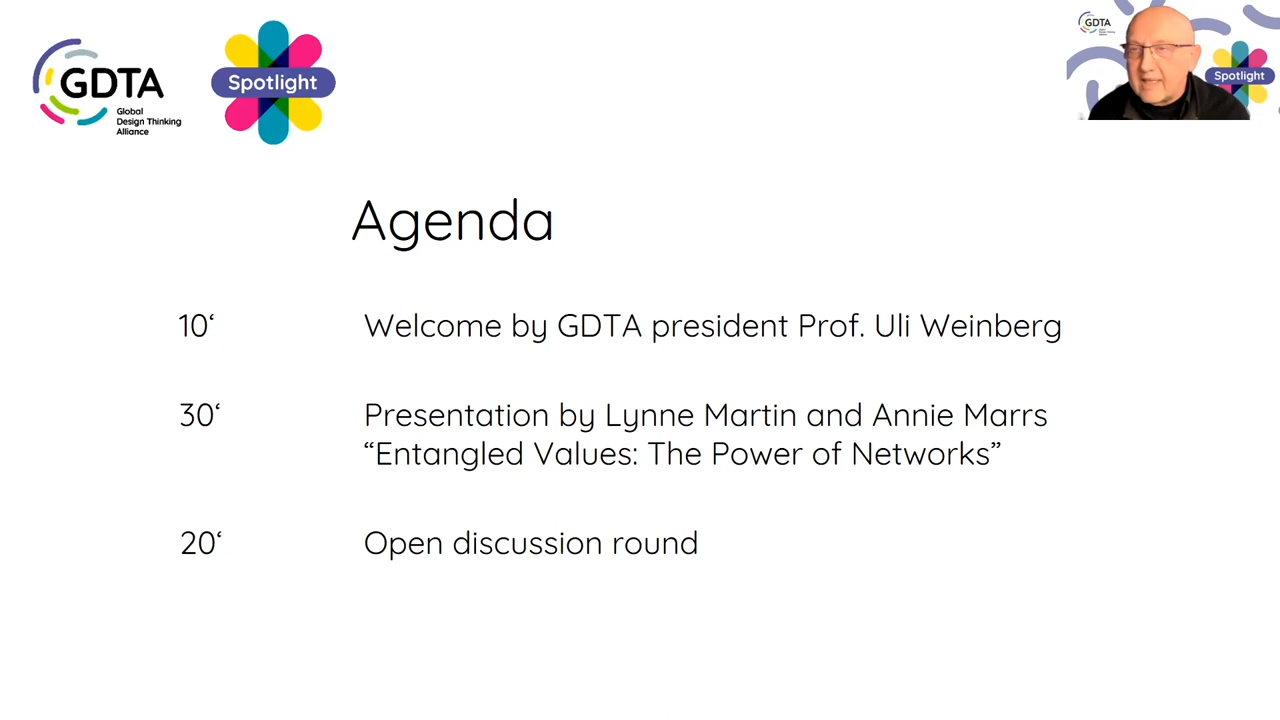 GDTA
Global
Design Thinking
Alliance
Spotlight
GDTA
Spotlight
Agenda
10‘ Welcome by GDTA president Prof. Uli Weinberg
30‘ Presentation by Lynne Martin and Annie Marrs
“Entangled Values: The Power of Networks”
20‘ Open discussion round